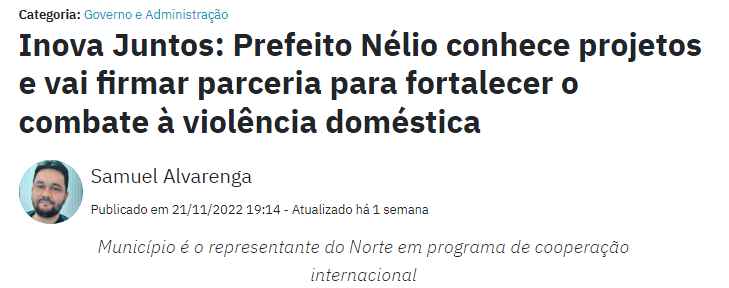 Categoria: Governo e Administração
Inova Juntos: Prefeito Nélio conhece projetos
e vai firmar parceria para fortalecer o
combate à violência doméstica
Samuel Alvarenga
Publicado em 21/11/2022 19:14 - Atualizado há 1 semana
Município é o representante do Norte em programa de cooperação
internacional